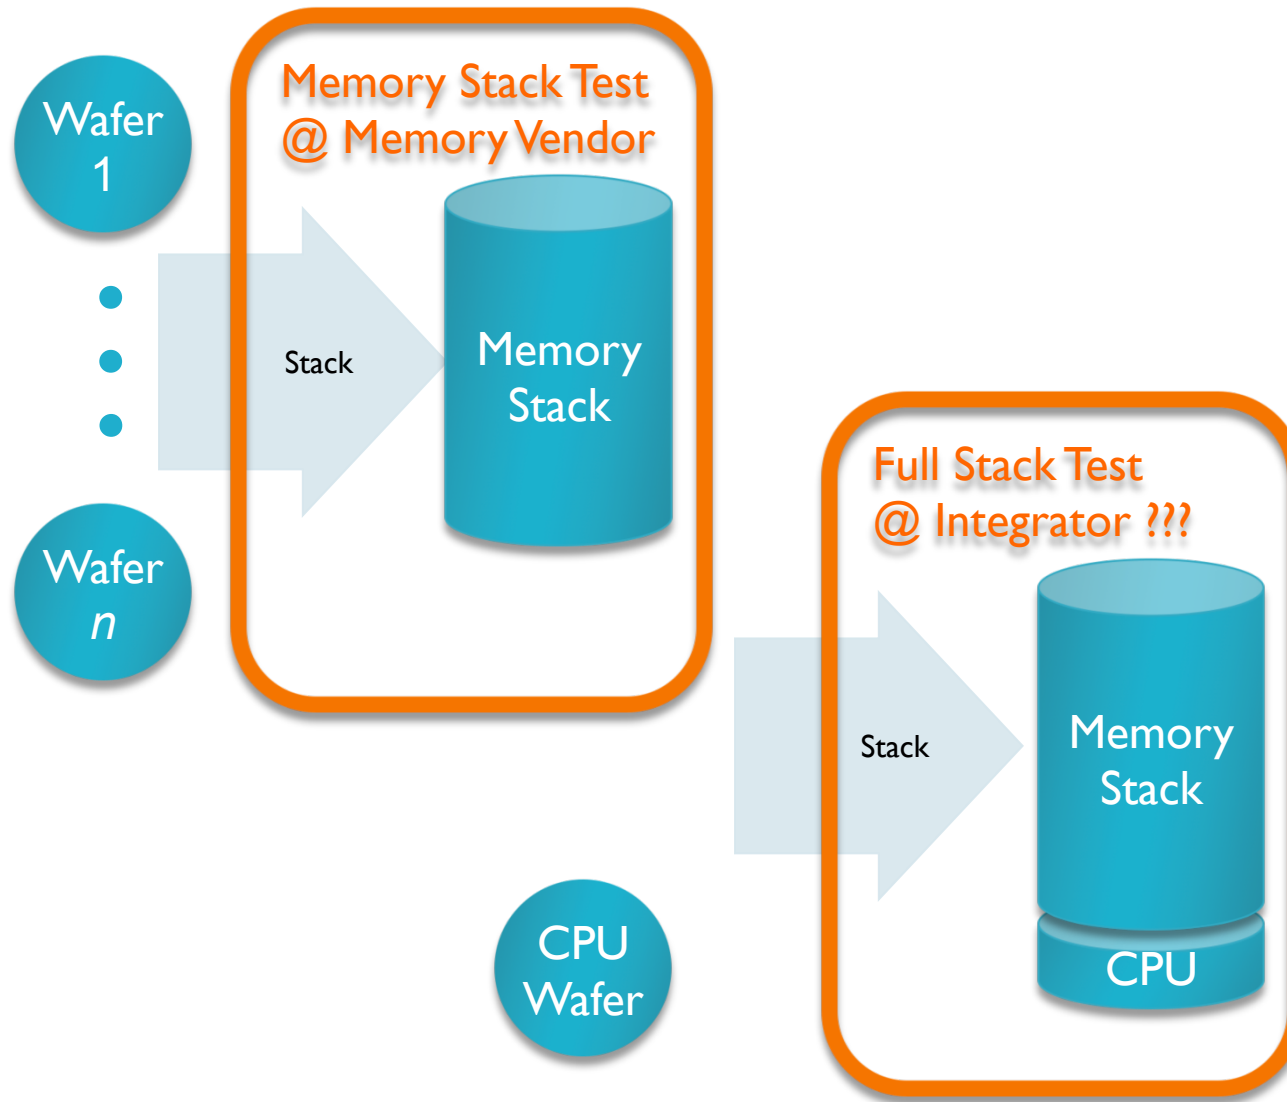 Wafer
1
Memory Stack Test
@ Memory Vendor
Stack
Memory
Stack
Wafer
n
Full Stack Test
@ Integrator ???
Stack
Memory
Stack
CPU
CPU
Wafer